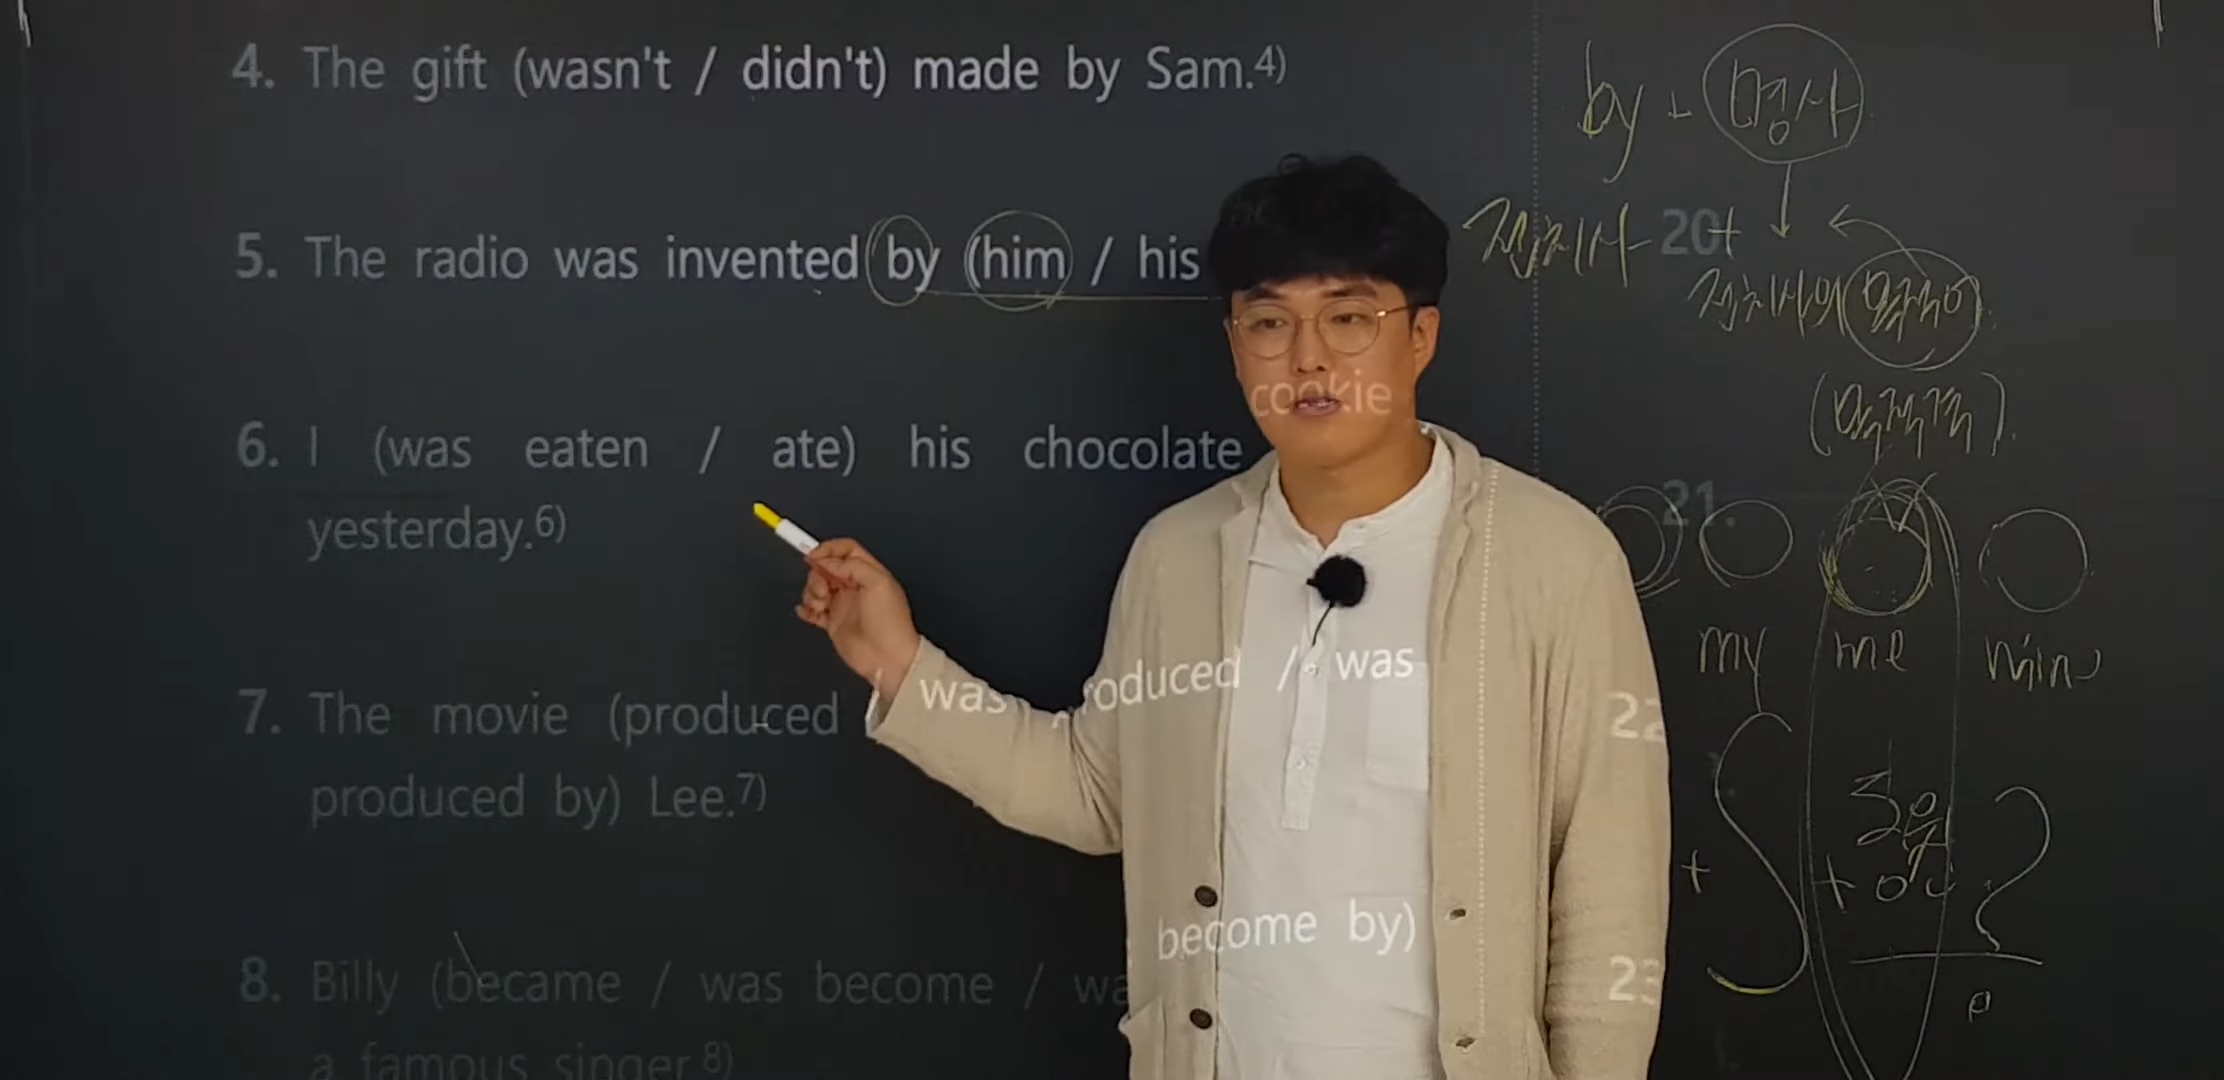 4. The gift (wasn't / didn't) made by Sam.4)
5. The radio was invented by (him / his
6. I (was eaten / ate) his chocolate cookie
yesterday.6)
7. The movie (produced / was produced / was
produced by) Lee.7)
8. Billy (became / was become / wa become by)
a famous singer.8)
by + 명사
전치사 +
전치사의 목적어
(목적격)
20
21.
my me min
22
+
+
23